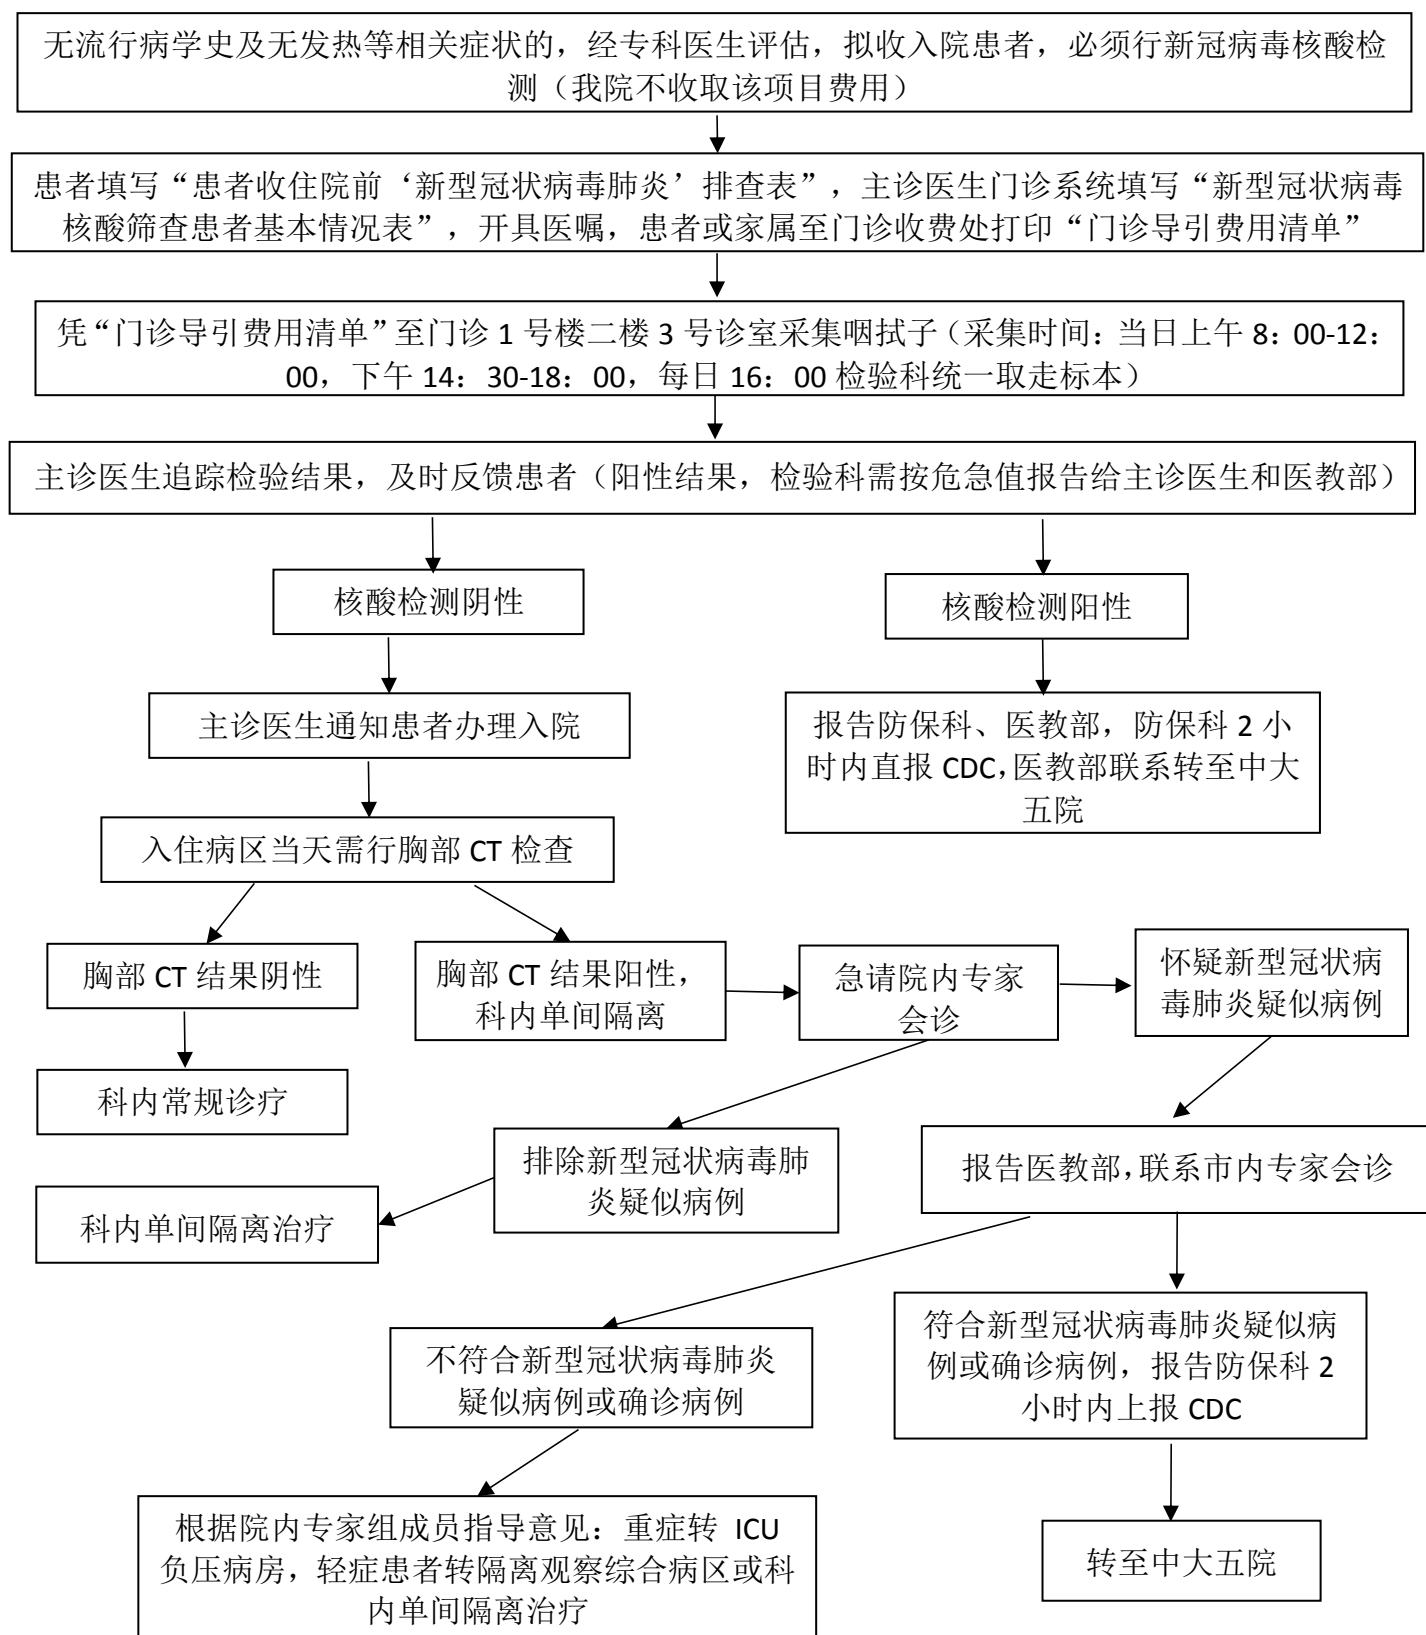 无流行病学史及无发热等相关症状的，经专科医生评估，拟收入院患者，必须行新冠病毒核酸检
测（我院不收取该项目费用）
患者填写“患者收住院前‘新型冠状病毒肺炎’排查表”，主诊医生门诊系统填写“新型冠状病毒
核酸筛查患者基本情况表”，开具医嘱，患者或家属至门诊收费处打印“门诊导引费用清单”
凭“门诊导引费用清单”至门诊 1 号楼二楼 3 号诊室采集咽拭子（采集时间：当日上午 8：00-12：
00，下午 14：30-18：00，每日 16：00 检验科统一取走标本）
主诊医生追踪检验结果，及时反馈患者（阳性结果，检验科需按危急值报告给主诊医生和医教部）
核酸检测阴性
核酸检测阳性
主诊医生通知患者办理入院
报告防保科、医教部，防保科 2 小
时内直报 CDC，医教部联系转至中大
五院
入住病区当天需行胸部 CT 检查
胸部 CT 结果阴性
胸部 CT 结果阳性，
科内单间隔离
急请院内专家
会诊
怀疑新型冠状病
毒肺炎疑似病例
科内常规诊疗
排除新型冠状病毒肺
炎疑似病例
报告医教部，联系市内专家会诊
科内单间隔离治疗
不符合新型冠状病毒肺炎
疑似病例或确诊病例
符合新型冠状病毒肺炎疑似病
例或确诊病例，报告防保科 2
小时内上报 CDC
根据院内专家组成员指导意见：重症转 ICU
负压病房，轻症患者转隔离观察综合病区或科
内单间隔离治疗
转至中大五院